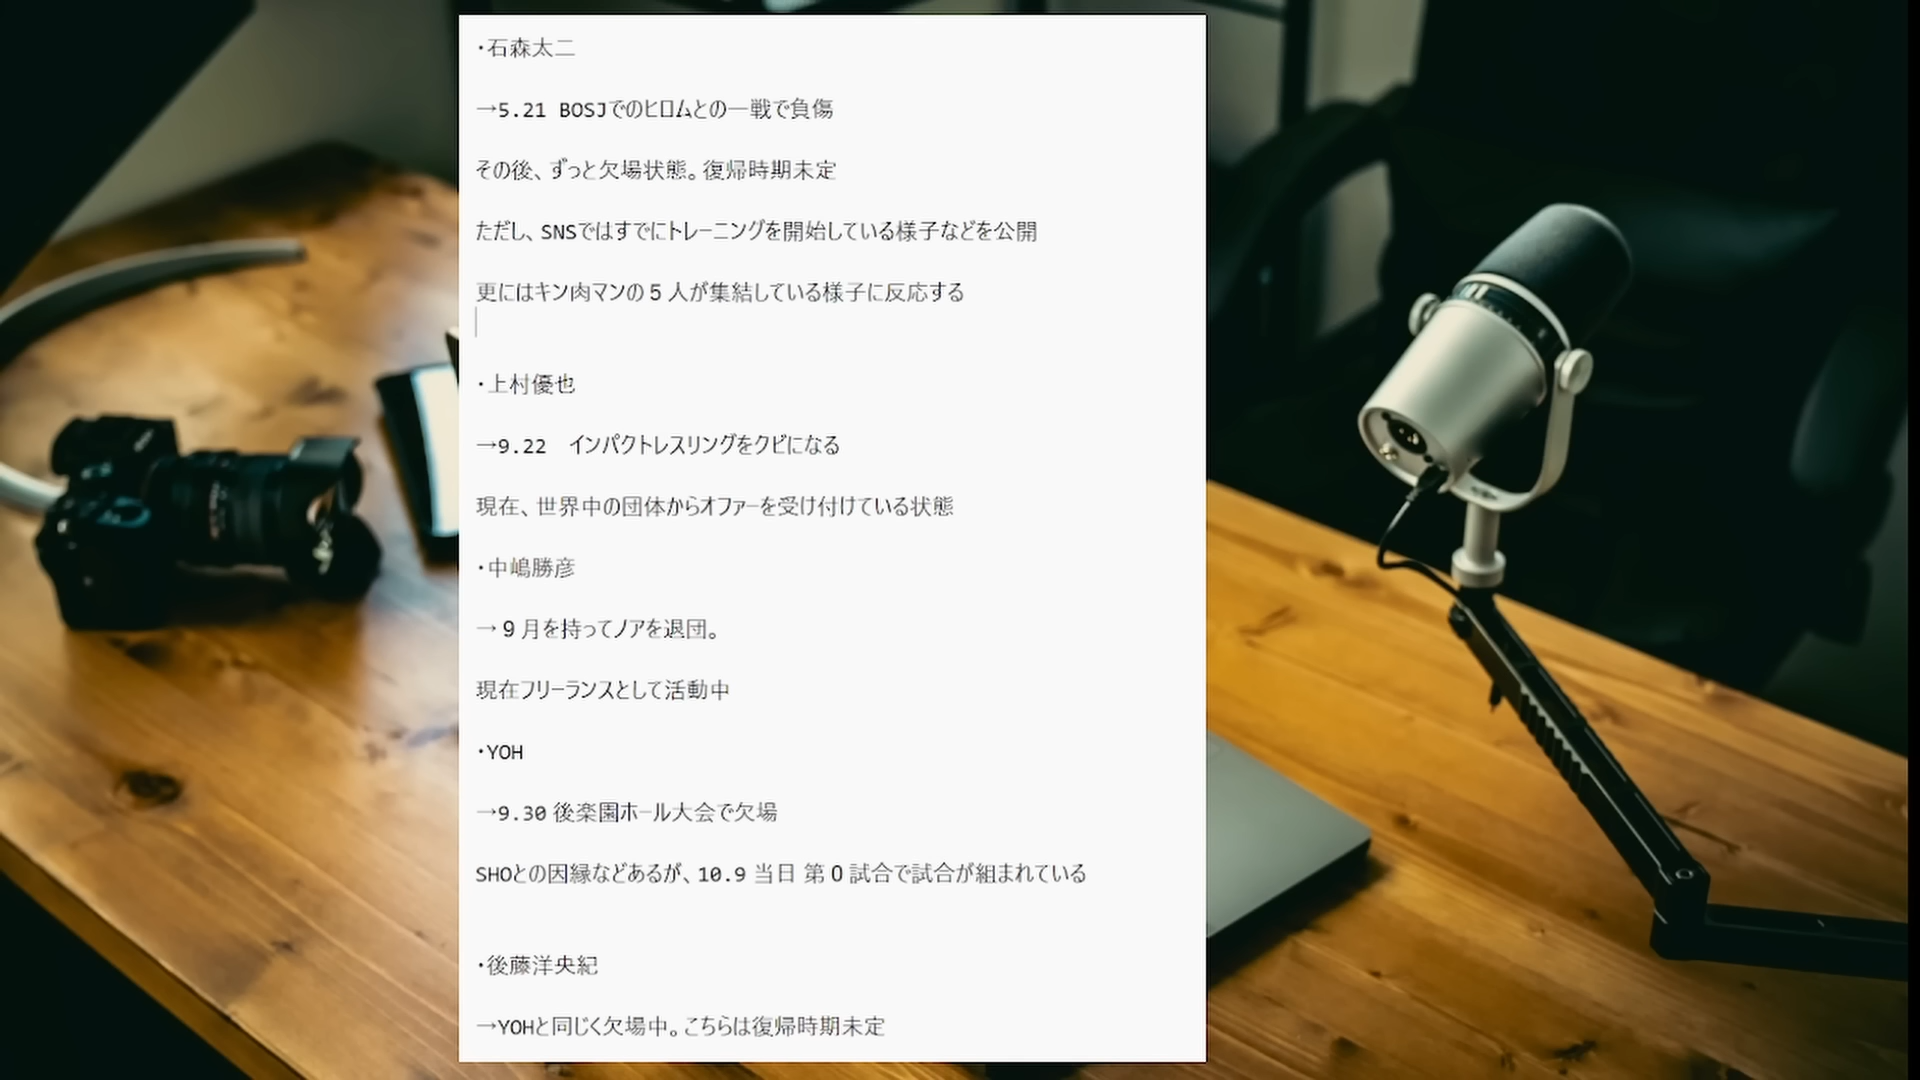 ・石森太二
→5.21 BOSJでのヒロムとの一戦で負傷
その後、ずっと欠場状態。復帰時期未定
ただし、SNSではすでにトレーニングを開始している様子などを公開
更にはキン肉マンの５人が集結している様子に反応する
・上村優也
→9.22　インパクトレスリングをクビになる
現在、世界中の団体からオファーを受け付けている状態
・中嶋勝彦
→９月を持ってノアを退団。
現在フリーランスとして活動中
・YOH
→9.30 後楽園ホール大会で欠場
SHOとの因縁などあるが、10.9 当日 第０試合で試合が組まれている
・後藤洋央紀
→YOHと同じく欠場中。こちらは復帰時期未定